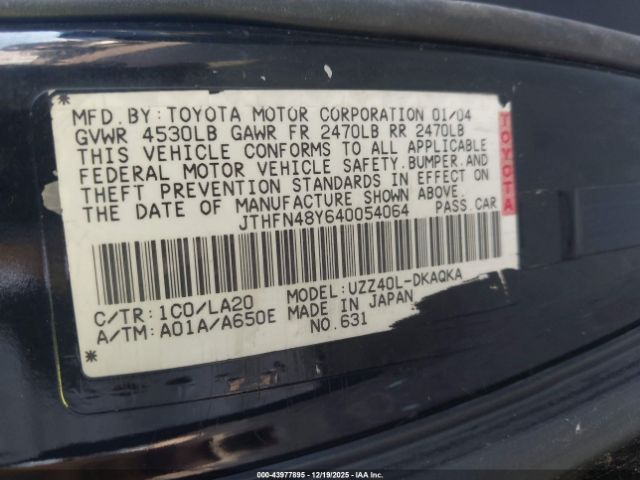 MFD.BY:TOYOTA MOTOR CORPORATION 01/04
GVWR 4530LB GAWR FR 2470LB RR 2470LB
THIS VEHICLE CONFORMS TO ALL APPLICABLE
FEDERAL MOTOR VEHICLE SAFETY.BUMPER.AND
THEFT PREVENTION STANDARDS IN EFFECT ON
THE DATE OF MANUFACTURE SHOWN ABOVE.
JTHFN48Y640054064 PASS.CAR
TOYOTA
C/TR:1C0/LA20 MODEL:UZZ40L-DKAQKA
A/TM:A01A/A650E MADE IN JAPAN
NO.631
000-43977895 - 12/19/2025 - IAA Inc.